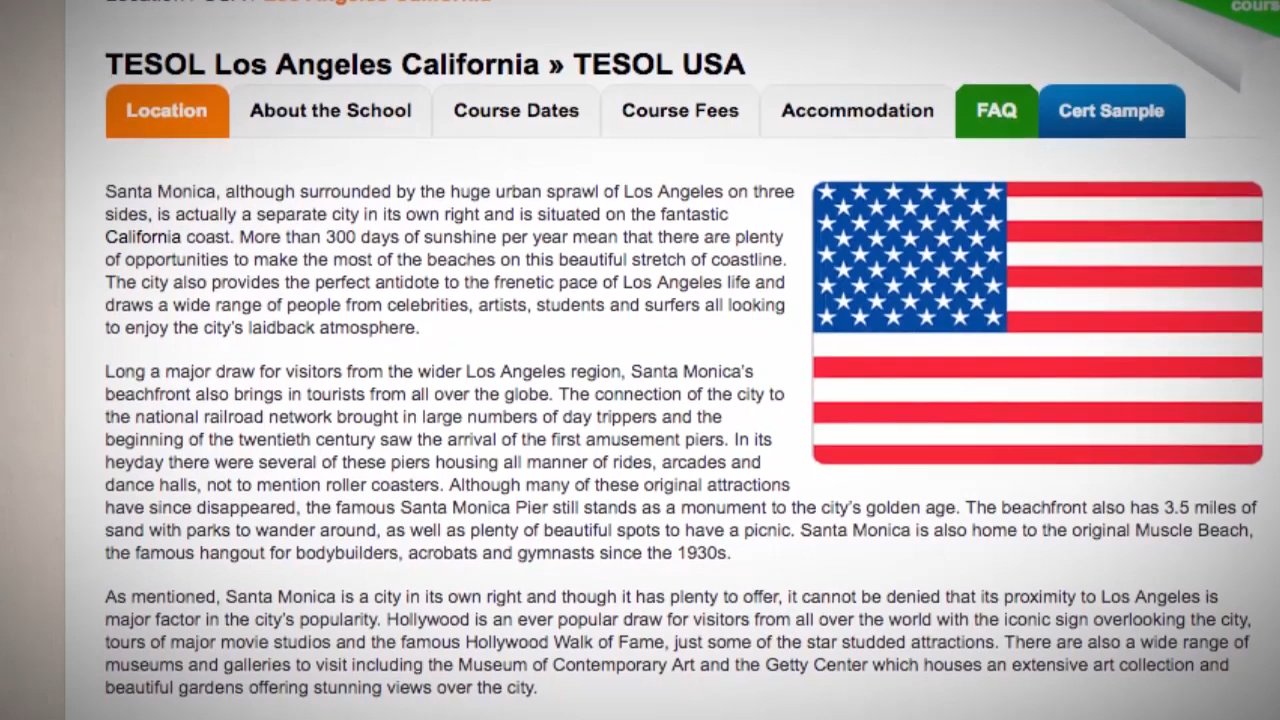 cours
TESOL Los Angeles California » TESOL USA
Location About the School Course Dates Course Fees Accommodation FAQ Cert Sample
Santa Monica, although surrounded by the huge urban sprawl of Los Angeles on three
sides, is actually a separate city in its own right and is situated on the fantastic
California coast. More than 300 days of sunshine per year mean that there are plenty
of opportunities to make the most of the beaches on this beautiful stretch of coastline.
The city also provides the perfect antidote to the frenetic pace of Los Angeles life and
draws a wide range of people from celebrities, artists, students and surfers all looking
to enjoy the city's laidback atmosphere.
Long a major draw for visitors from the wider Los Angeles region, Santa Monica's
beachfront also brings in tourists from all over the globe. The connection of the city to
the national railroad network brought in large numbers of day trippers and the
beginning of the twentieth century saw the arrival of the first amusement piers. In its
heyday there were several of these piers housing all manner of rides, arcades and
dance halls, not to mention roller coasters. Although many of these original attractions
have since disappeared, the famous Santa Monica Pier still stands as a monument to the city's golden age. The beachfront also has 3.5 miles of
sand with parks to wander around, as well as plenty of beautiful spots to have a picnic. Santa Monica is also home to the original Muscle Beach,
the famous hangout for bodybuilders, acrobats and gymnasts since the 1930s.
As mentioned, Santa Monica is a city in its own right and though it has plenty to offer, it cannot be denied that its proximity to Los Angeles is
major factor in the city's popularity. Hollywood is an ever popular draw for visitors from all over the world with the iconic sign overlooking the city,
tours of major movie studios and the famous Hollywood Walk of Fame, just some of the star studded attractions. There are also a wide range of
museums and galleries to visit including the Museum of Contemporary Art and the Getty Center which houses an extensive art collection and
beautiful gardens offering stunning views over the city.